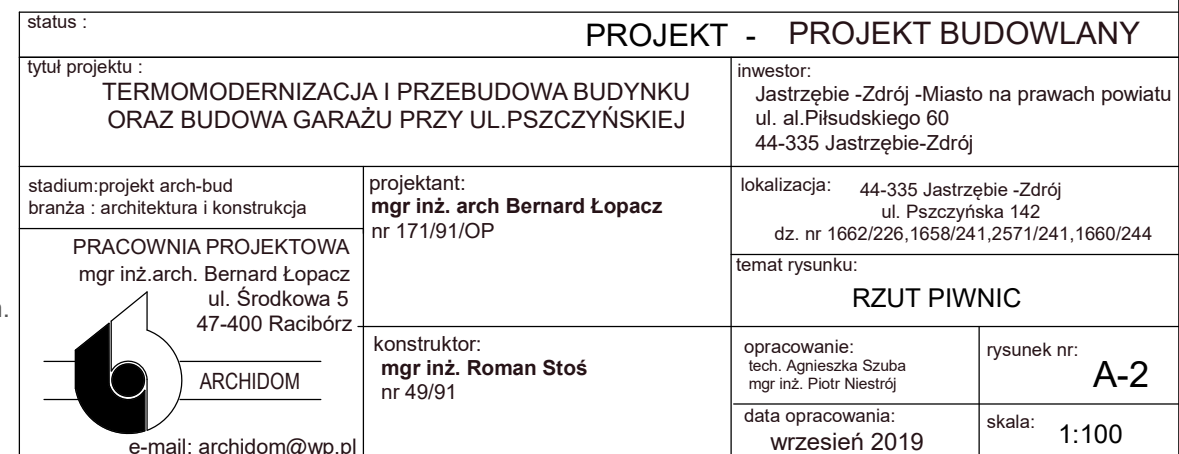 status :
PROJEKT - PROJEKT BUDOWLANY
tytuł projektu :
TERMOMODERNIZACJA I PRZEBUDOWA BUDYNKU
ORAZ BUDOWA GARAŻU PRZY UL.PSZCZYŃSKIEJ
inwestor:
Jastrzębie -Zdrój -Miasto na prawach powiatu
ul. al.Piłsudskiego 60
44-335 Jastrzębie-Zdrój
stadium:projekt arch-bud
branża : architektura i konstrukcja
projektant:
mgr inż. arch Bernard Łopacz
nr 171/91/OP
lokalizacja: 44-335 Jastrzębie -Zdrój
ul. Pszczyńska 142
dz. nr 1662/226,1658/241,2571/241,1660/244
PRACOWNIA PROJEKTOWA
mgr inż.arch. Bernard Łopacz
ul. Środkowa 5
47-400 Racibórz
ARCHIDOM
e-mail: archidom@wp.pl
temat rysunku:
RZUT PIWNIC
konstruktor:
mgr inż. Roman Stoś
nr 49/91
opracowanie:
tech. Agnieszka Szuba
mgr inż. Piotr Niestrój
rysunek nr:
A-2
data opracowania:
wrzesień 2019
skala: 1:100